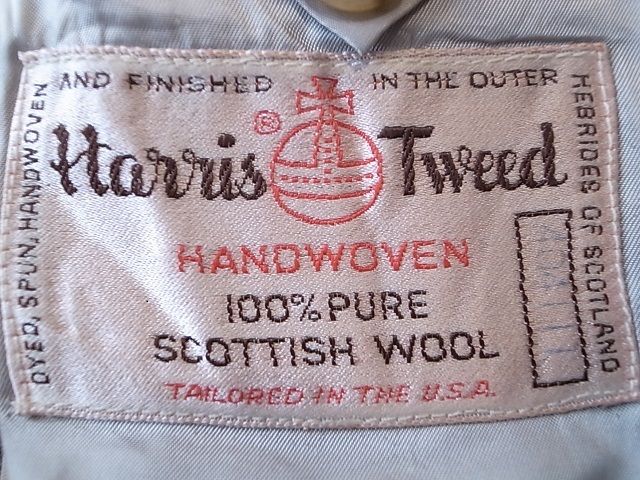 DYED, SPUN, HANDWOVEN
AND FINISHED IN THE OUTER
HEBRIDES OF SCOTLAND
Harris Tweed
®
HANDWOVEN
100% PURE
SCOTTISH WOOL
TAILORED IN THE U.S.A.